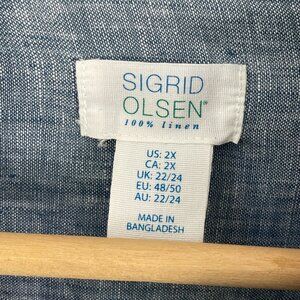 SIGRID
OLSEN
100% linen
US: 2X
CA: 2X
UK: 22/24
EU: 48/50
AU: 22/24
MADE IN
BANGLADESH